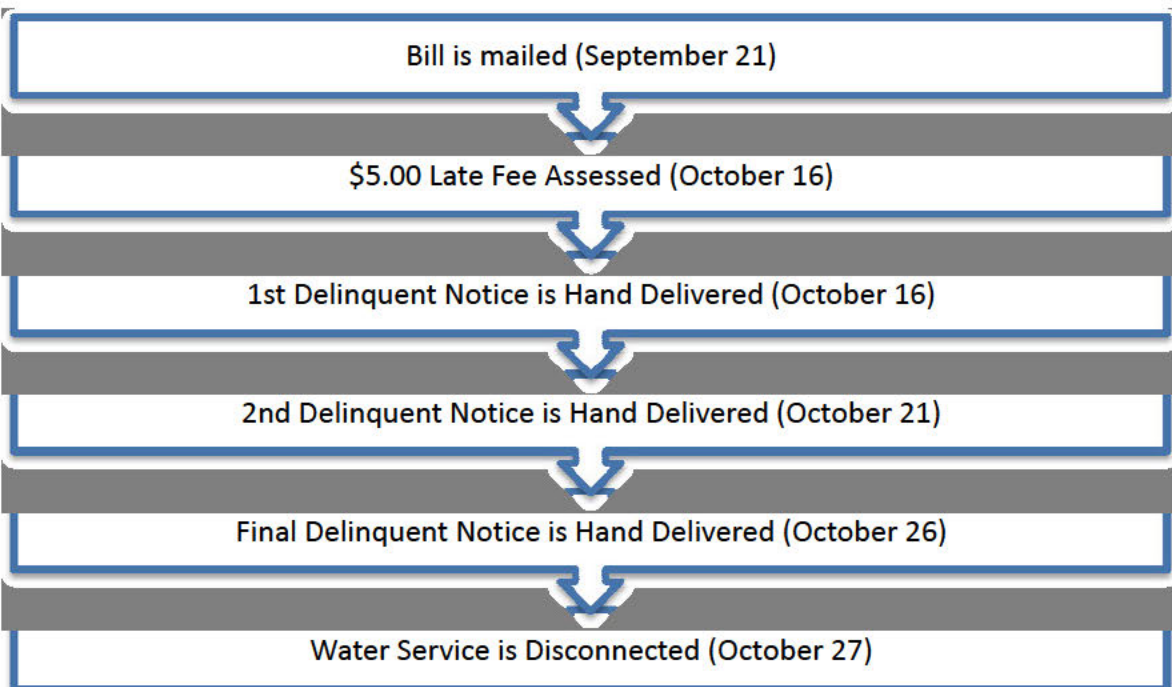 Bill is mailed (September 21)
$5.00 Late Fee Assessed (October 16)
1st Delinquent Notice is Hand Delivered (October 16)
2nd Delinquent Notice is Hand Delivered (October 21)
Final Delinquent Notice is Hand Delivered (October 26)
Water Service is Disconnected (October 27)